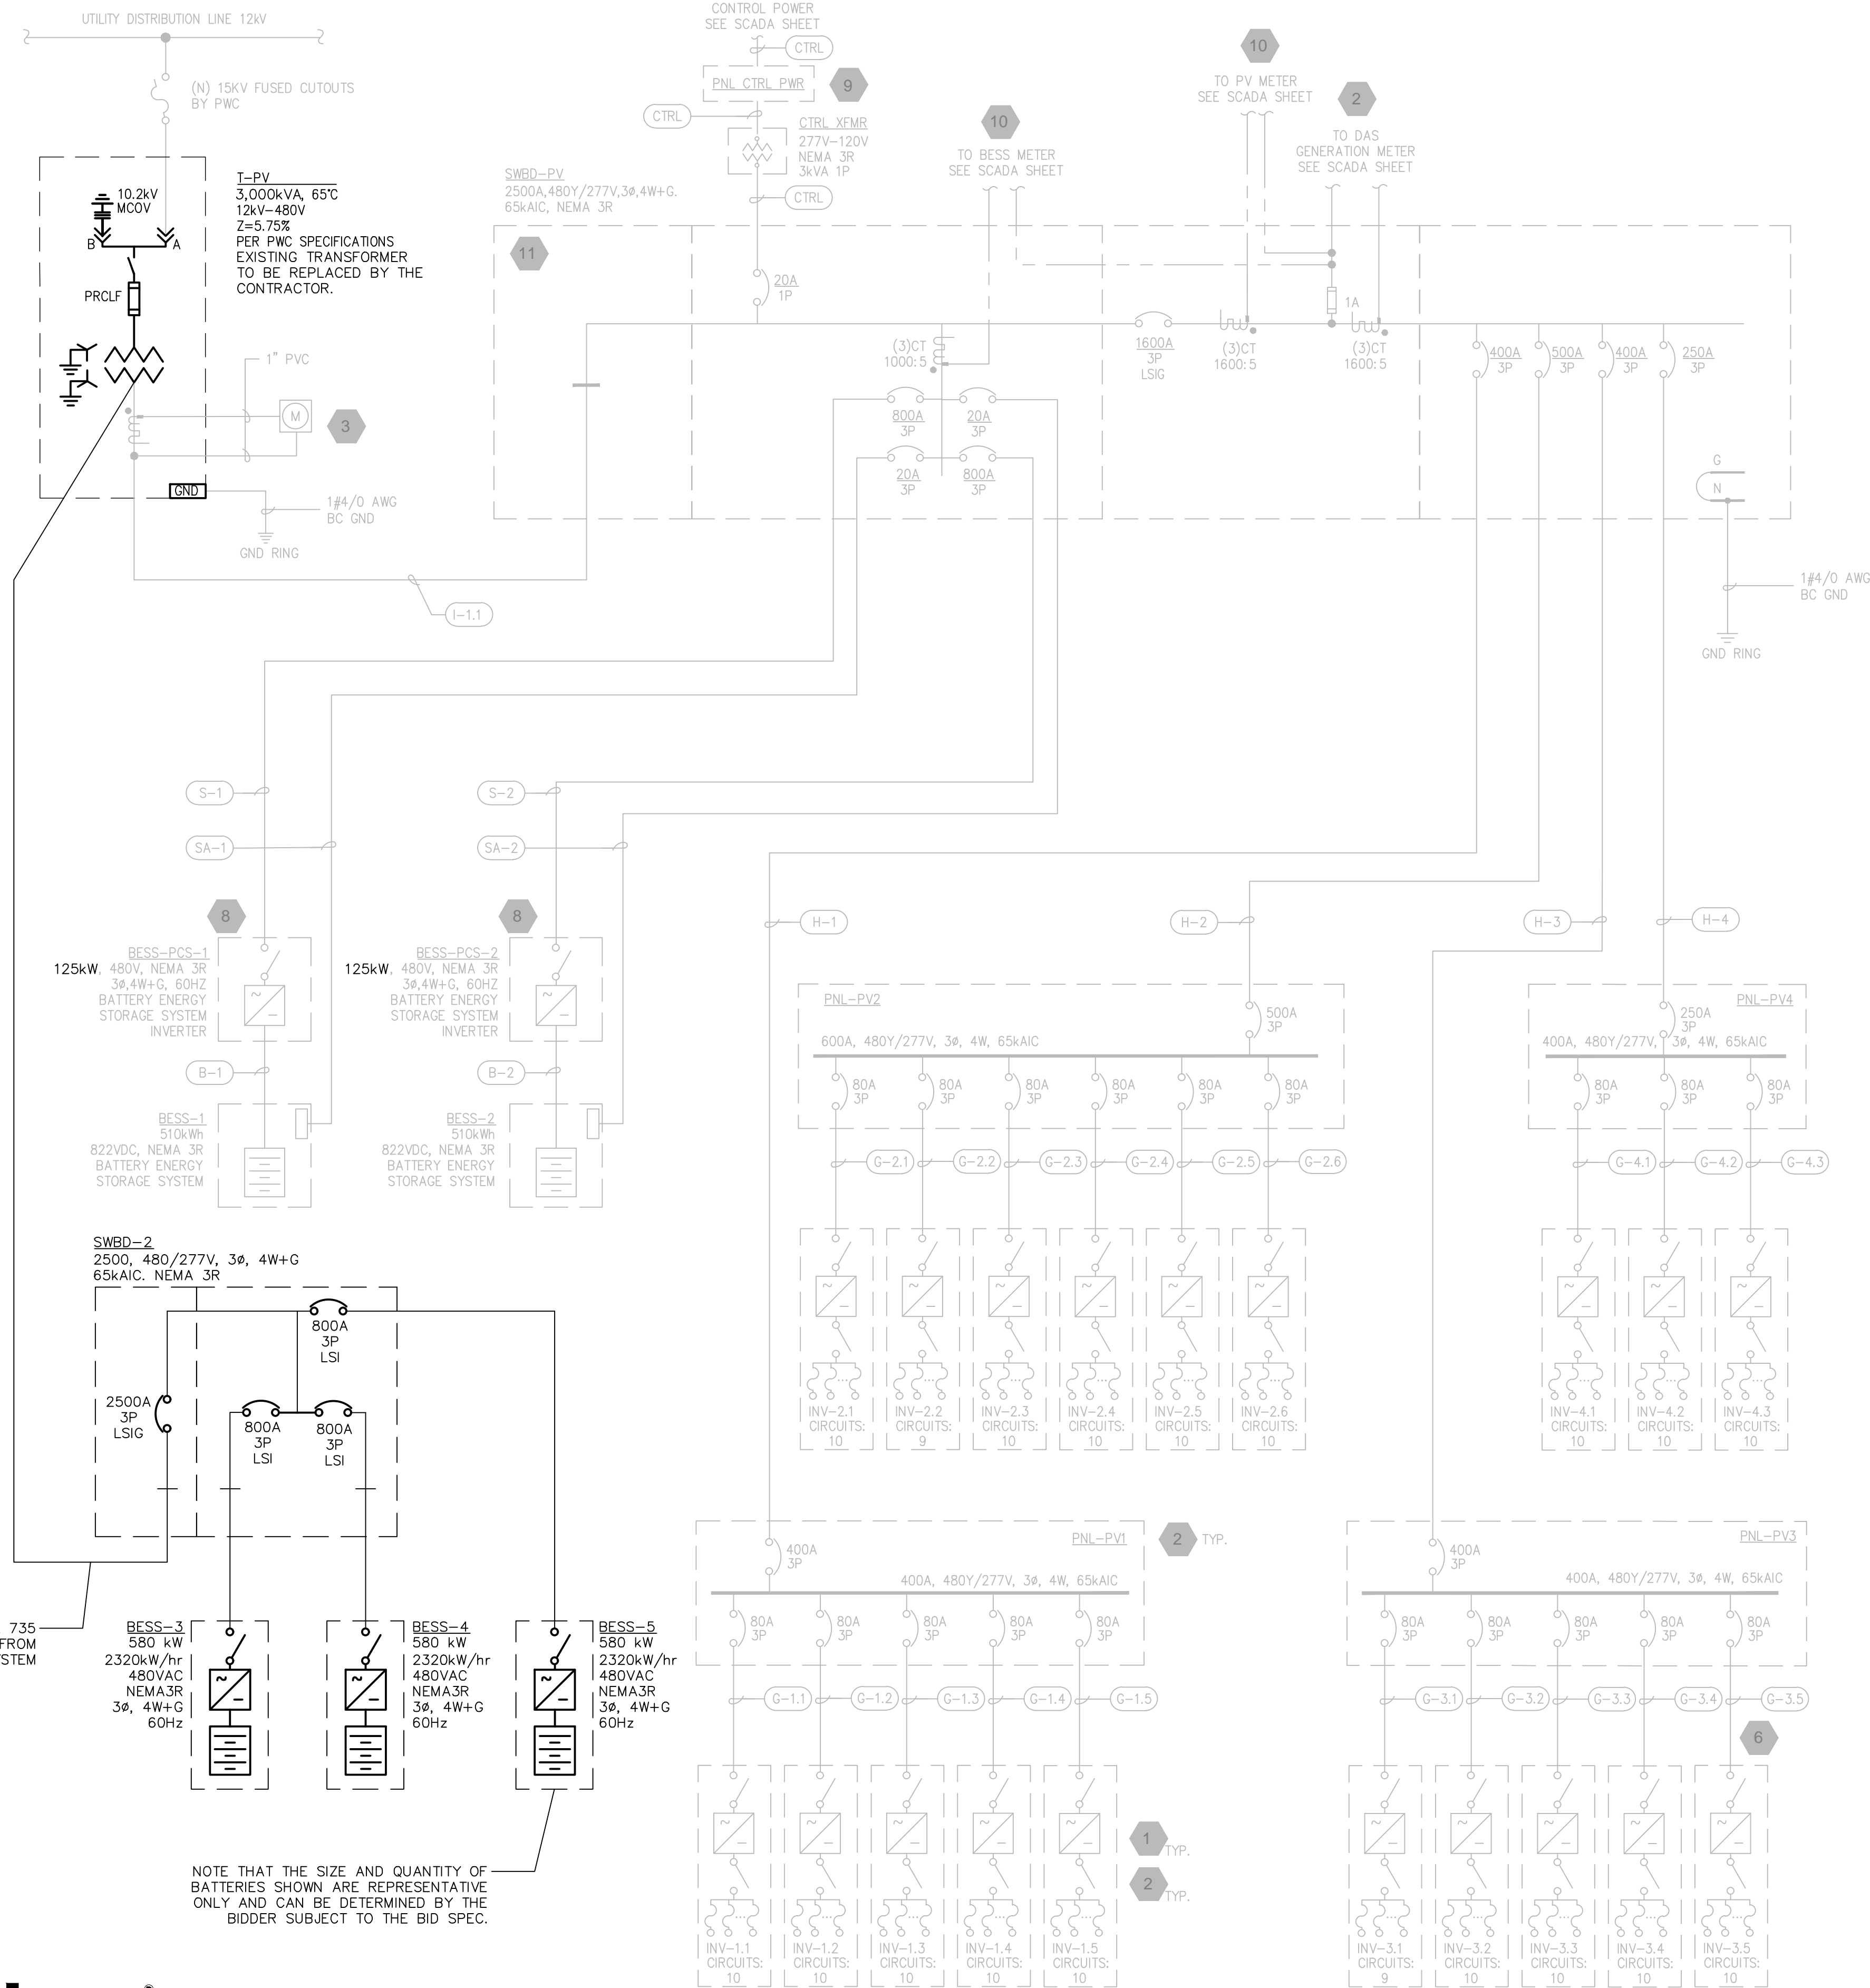 UTILITY DISTRIBUTION LINE 12kV
(N) 15KV FUSED CUTOUTS
BY PWC
10.2kV
MCOV
B
A
PRCLF
T-PV
3,000kVA, 65℃
12kV-480V
Z=5.75%
PER PWC SPECIFICATIONS
EXISTING TRANSFORMER
TO BE REPLACED BY THE
CONTRACTOR.
1" PVC
M
3
GND
1#4/0 AWG
BC GND
GND RING
I-1.1
CONTROL POWER
SEE SCADA SHEET
CTRL
PNL CTRL PWR
9
CTRL
CTRL XFMR
277V-120V
NEMA 3R
3kVA 1P
CTRL
SWBD-PV
2500A,480Y/277V,3ø,4W+G.
65kAIC, NEMA 3R
11
10
TO BESS METER
SEE SCADA SHEET
10
TO PV METER
SEE SCADA SHEET
2
TO DAS
GENERATION METER
SEE SCADA SHEET
20A
1P
(3)CT
1000:5
800A
3P
20A
3P
20A
3P
800A
3P
1600A
3P
LSIG
(3)CT
1600:5
1A
(3)CT
1600:5
400A
3P
500A
3P
400A
3P
250A
3P
G
N
1#4/0 AWG
BC GND
GND RING
S-1
SA-1
S-2
SA-2
8
BESS-PCS-1
125kW, 480V, NEMA 3R
3ø,4W+G, 60HZ
BATTERY ENERGY
STORAGE SYSTEM
INVERTER
B-1
BESS-1
510kWh
822VDC, NEMA 3R
BATTERY ENERGY
STORAGE SYSTEM
8
BESS-PCS-2
125kW, 480V, NEMA 3R
3ø,4W+G, 60HZ
BATTERY ENERGY
STORAGE SYSTEM
INVERTER
B-2
BESS-2
510kWh
822VDC, NEMA 3R
BATTERY ENERGY
STORAGE SYSTEM
H-1
H-2
H-3
H-4
PNL-PV2
500A
3P
600A, 480Y/277V, 3ø, 4W, 65kAIC
80A
3P
80A
3P
80A
3P
80A
3P
80A
3P
80A
3P
G-2.1
G-2.2
G-2.3
G-2.4
G-2.5
G-2.6
INV-2.1
CIRCUITS:
10
INV-2.2
CIRCUITS:
9
INV-2.3
CIRCUITS:
10
INV-2.4
CIRCUITS:
10
INV-2.5
CIRCUITS:
10
INV-2.6
CIRCUITS:
10
PNL-PV4
250A
3P
400A, 480Y/277V, 3ø, 4W, 65kAIC
80A
3P
80A
3P
80A
3P
G-4.1
G-4.2
G-4.3
INV-4.1
CIRCUITS:
10
INV-4.2
CIRCUITS:
10
INV-4.3
CIRCUITS:
10
SWBD-2
2500, 480/277V, 3ø, 4W+G
65kAIC. NEMA 3R
800A
3P
LSI
2500A
3P
LSIG
800A
3P
LSI
800A
3P
LSI
735
FROM
BESS-3
580 kW
2320kW/hr
480VAC
NEMA3R
3ø, 4W+G
60Hz
BESS-4
580 kW
2320kW/hr
480VAC
NEMA3R
3ø, 4W+G
60Hz
BESS-5
580 kW
2320kW/hr
480VAC
NEMA3R
3ø, 4W+G
60Hz
NOTE THAT THE SIZE AND QUANTITY OF
BATTERIES SHOWN ARE REPRESENTATIVE
ONLY AND CAN BE DETERMINED BY THE
BIDDER SUBJECT TO THE BID SPEC.
PNL-PV1
2
TYP.
400A
3P
400A, 480Y/277V, 3ø, 4W, 65kAIC
80A
3P
80A
3P
80A
3P
80A
3P
80A
3P
G-1.1
G-1.2
G-1.3
G-1.4
G-1.5
1
TYP.
2
TYP.
INV-1.1
CIRCUITS:
10
INV-1.2
CIRCUITS:
10
INV-1.3
CIRCUITS:
10
INV-1.4
CIRCUITS:
10
INV-1.5
CIRCUITS:
10
PNL-PV3
400A
3P
400A, 480Y/277V, 3ø, 4W, 65kAIC
80A
3P
80A
3P
80A
3P
80A
3P
80A
3P
G-3.1
G-3.2
G-3.3
G-3.4
G-3.5
6
INV-3.1
CIRCUITS:
9
INV-3.2
CIRCUITS:
10
INV-3.3
CIRCUITS:
10
INV-3.4
CIRCUITS:
10
INV-3.5
CIRCUITS:
10